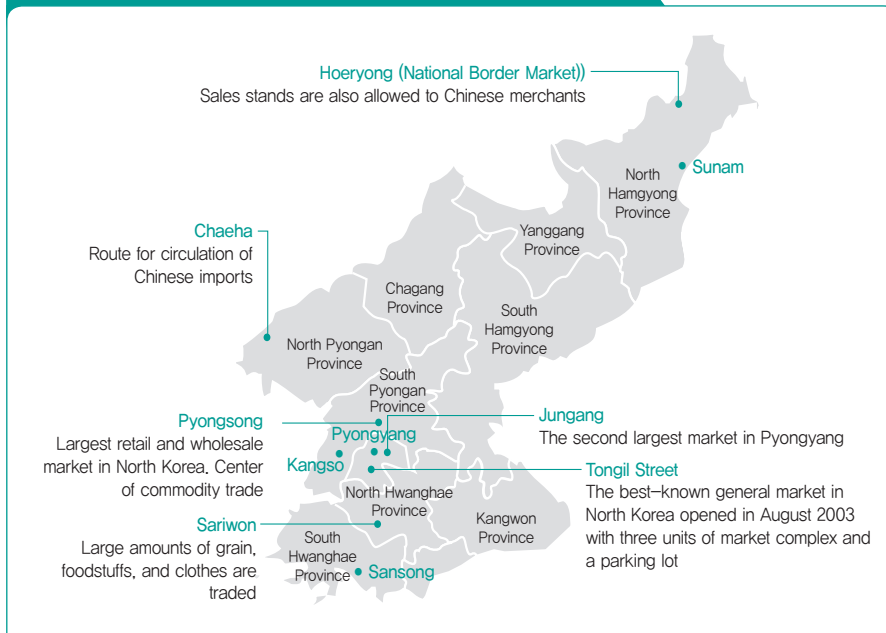 Hoeryong (National Border Market))
Sales stands are also allowed to Chinese merchants
Sunam
North
Hamgyong
Province
Chaeha
Route for circulation of
Chinese imports
Yanggang
Province
Chagang
Province
South
Hamgyong
Province
North Pyongan
Province
South
Pyongan
Province
Pyongsong
Largest retail and wholesale
market in North Korea. Center
of commodity trade
Pyongyang
Kangso
Jungang
The second largest market in Pyongyang
Tongil Street
The best-known general market in
North Korea opened in August 2003
with three units of market complex and
a parking lot
North Hwanghae
Province
Kangwon
Province
Sariwon
Large amounts of grain,
foodstuffs, and clothes are
traded
South
Hwanghae
Province
Sansong